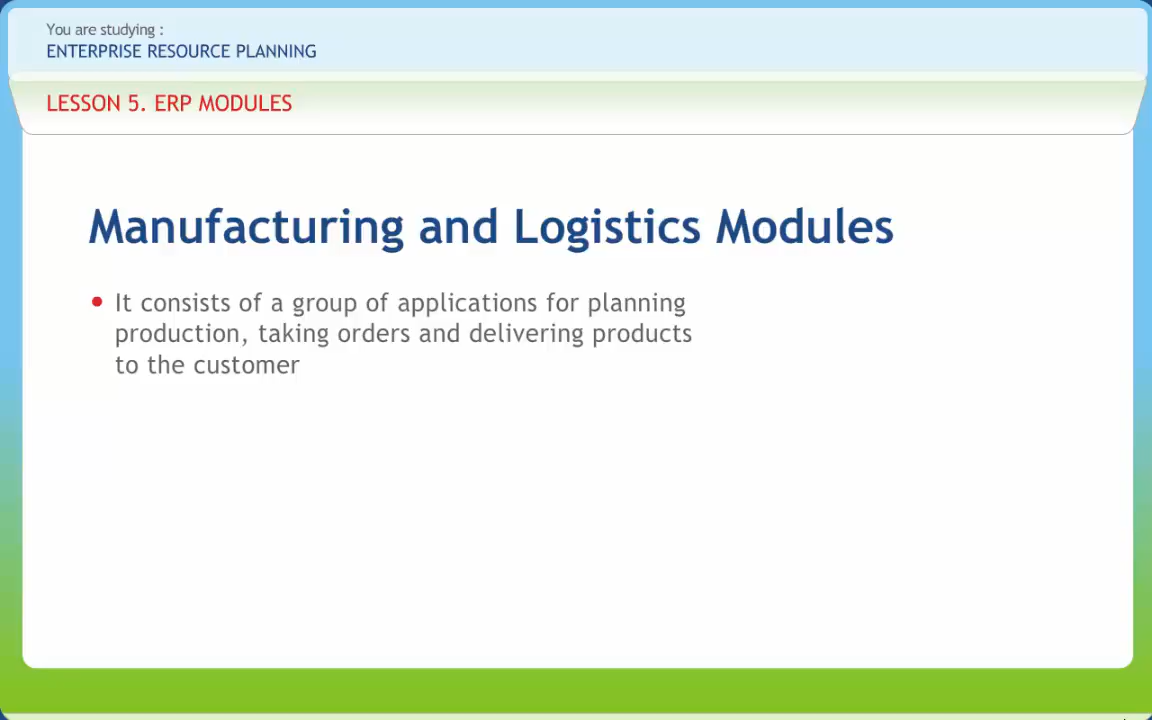 You are studying :
ENTERPRISE RESOURCE PLANNING
LESSON 5. ERP MODULES
Manufacturing and Logistics Modules
• It consists of a group of applications for planning
production, taking orders and delivering products
to the customer